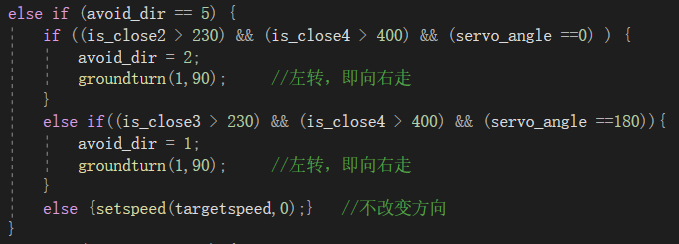 else if (avoid_dir == 5) {
    if ((is_close2 > 230) && (is_close4 > 400) && (servo_angle ==0) ) {
        avoid_dir = 2;
        groundturn(1,90);     //左转，即向右走
    }
    else if((is_close3 > 230) && (is_close4 > 400) && (servo_angle ==180)){
        avoid_dir = 1;
        groundturn(1,90);     //左转，即向右走
    }
    else {setspeed(targetspeed,0);}   //不改变方向
}